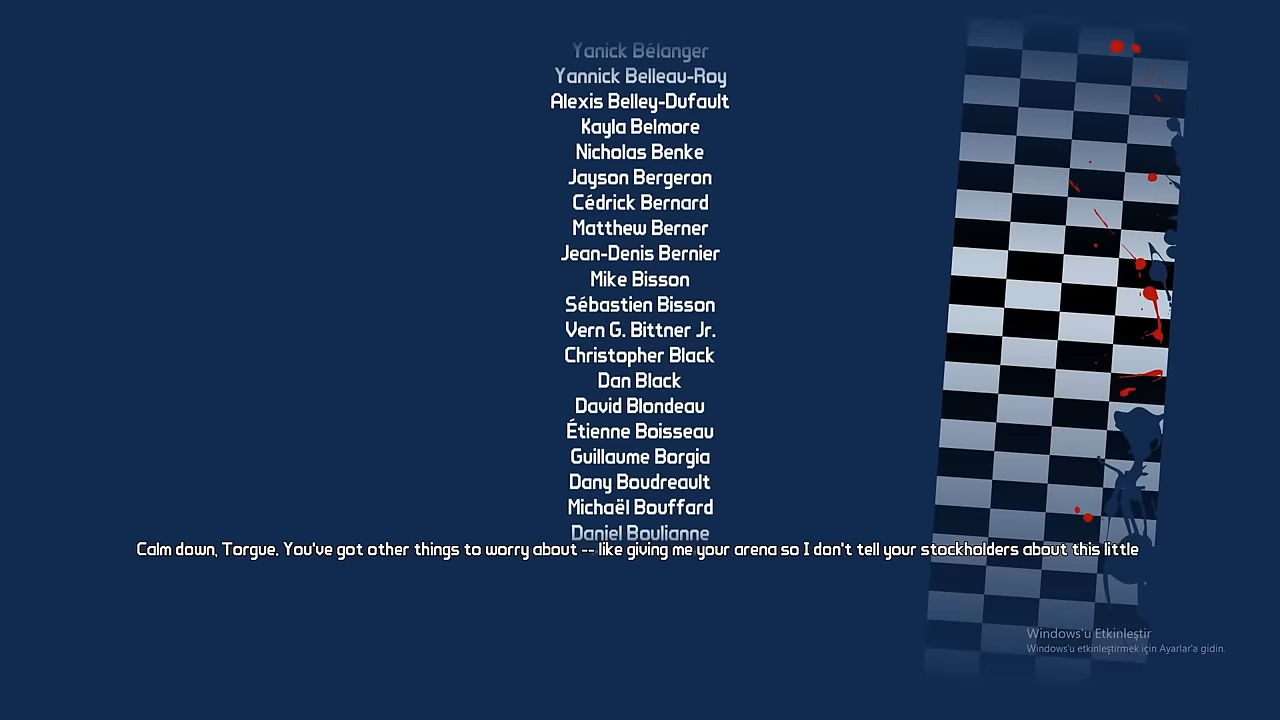 Yanick Bélanger
Yannick Belleau-Roy
Alexis Belley-Dufault
Kayla Belmore
Nicholas Benke
Jayson Bergeron
Cédrick Bernard
Matthew Berner
Jean-Denis Bernier
Mike Bisson
Sébastien Bisson
Vern G. Bittner Jr.
Christopher Black
Dan Black
David Blondeau
Étienne Boisseau
Guillaume Borgia
Dany Boudreault
Michaël Bouffard
Daniel Boulianne
Calm down, Torgue. You've got other things to worry about -- like giving me your arena so I don't tell your stockholders about this little
Windows'u Etkinleştir
Windows'u etkinleştirmek için Ayarlar'a gidin.